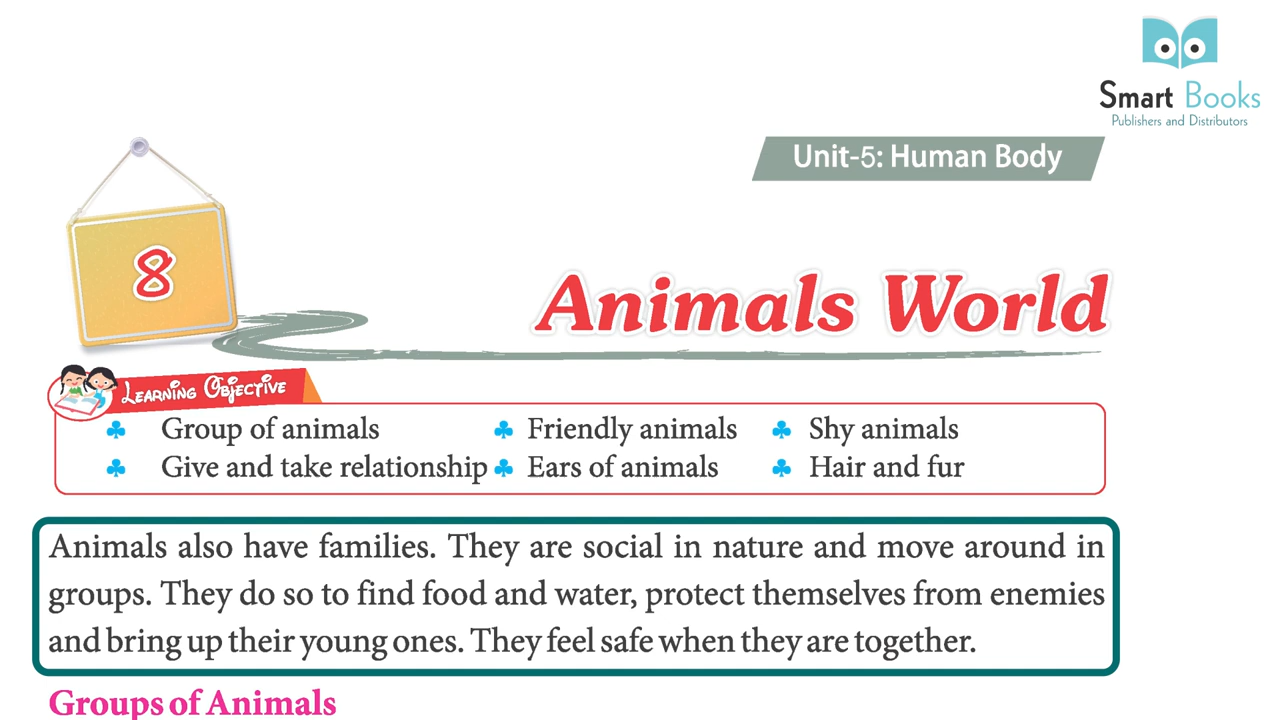 Smart Books
Publishers and Distributors
Unit-5: Human Body
8
Animals World
Learning Objective
♣ Group of animals ♣ Friendly animals ♣ Shy animals
♣ Give and take relationship ♣ Ears of animals ♣ Hair and fur
Animals also have families. They are social in nature and move around in
groups. They do so to find food and water, protect themselves from enemies
and bring up their young ones. They feel safe when they are together.
Groups of Animals